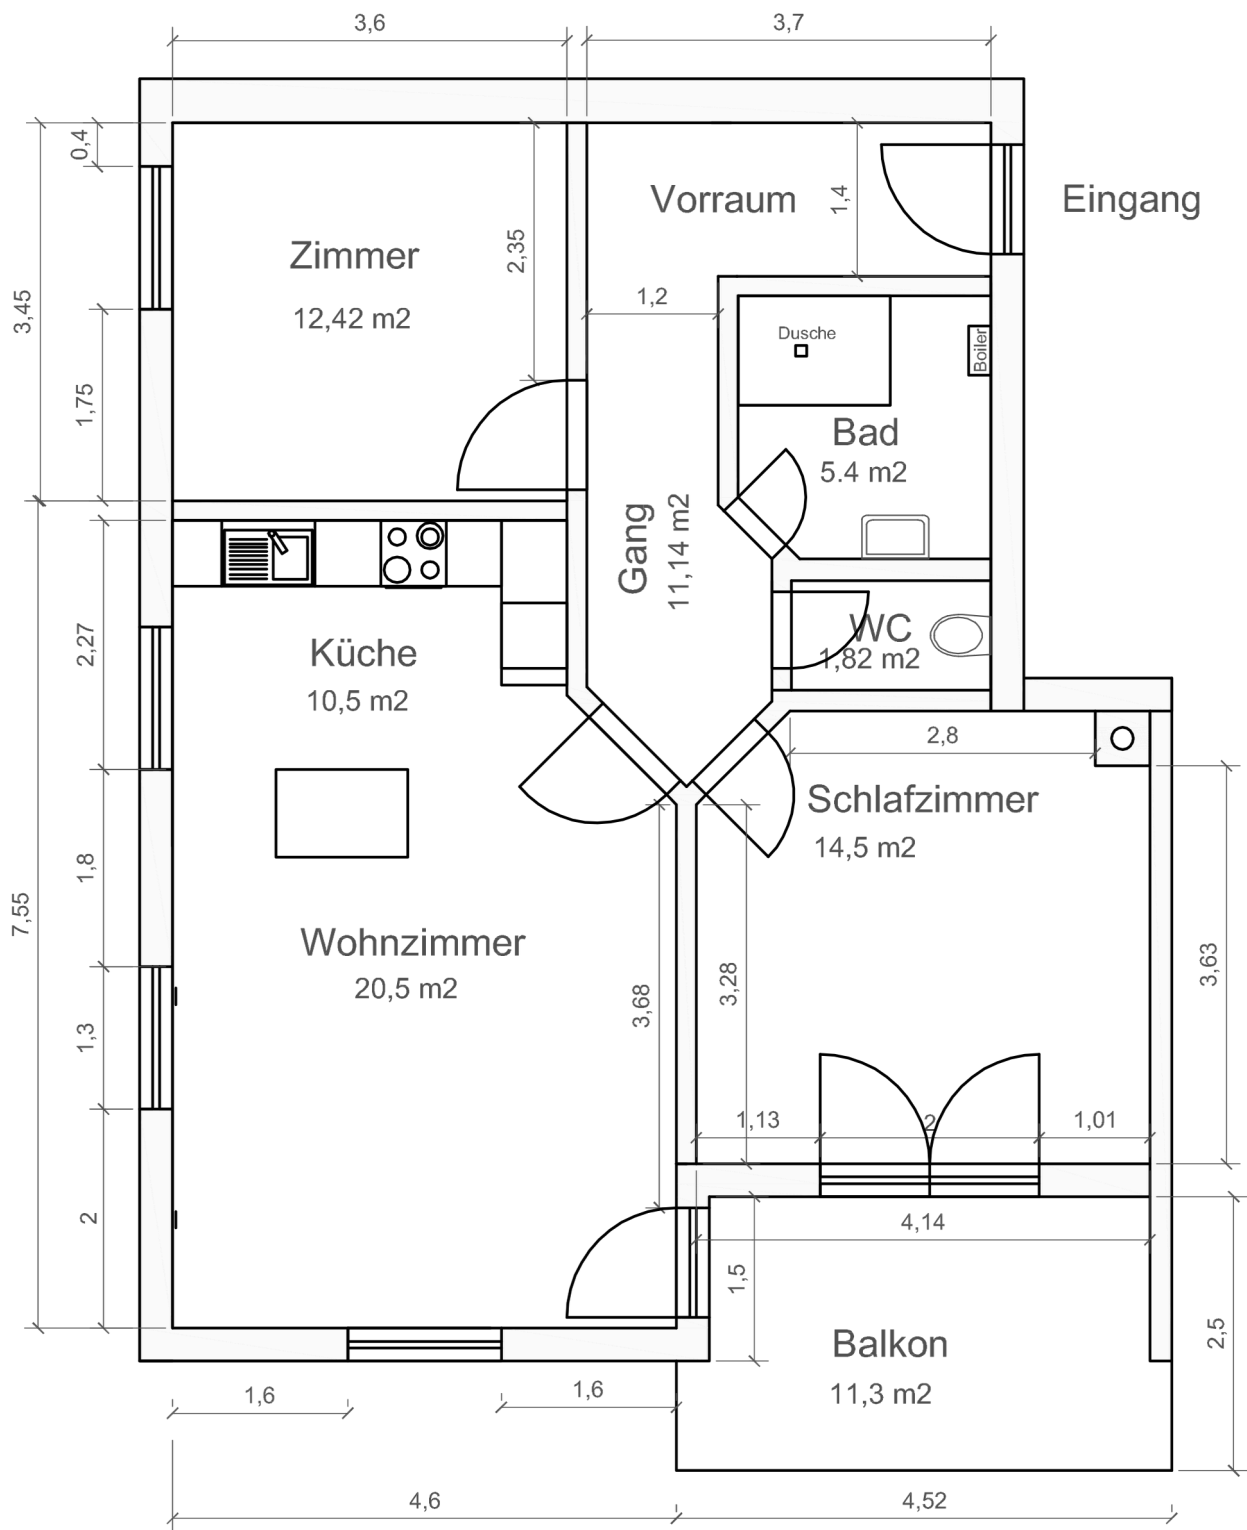 3,6
3,7
0,4
Vorraum
1,4
Eingang
Zimmer
2,35
12,42 m2
3,45
1,2
Dusche
Boiler
1,75
Bad
5.4 m2
Gang
11,14 m2
2,27
Küche
10,5 m2
WC
1,82 m2
2,8
Schlafzimmer
14,5 m2
1,8
7,55
Wohnzimmer
20,5 m2
3,68
3,28
3,63
1,3
1,13
2
1,01
2
4,14
1,5
Balkon
11,3 m2
2,5
1,6
1,6
4,6
4,52